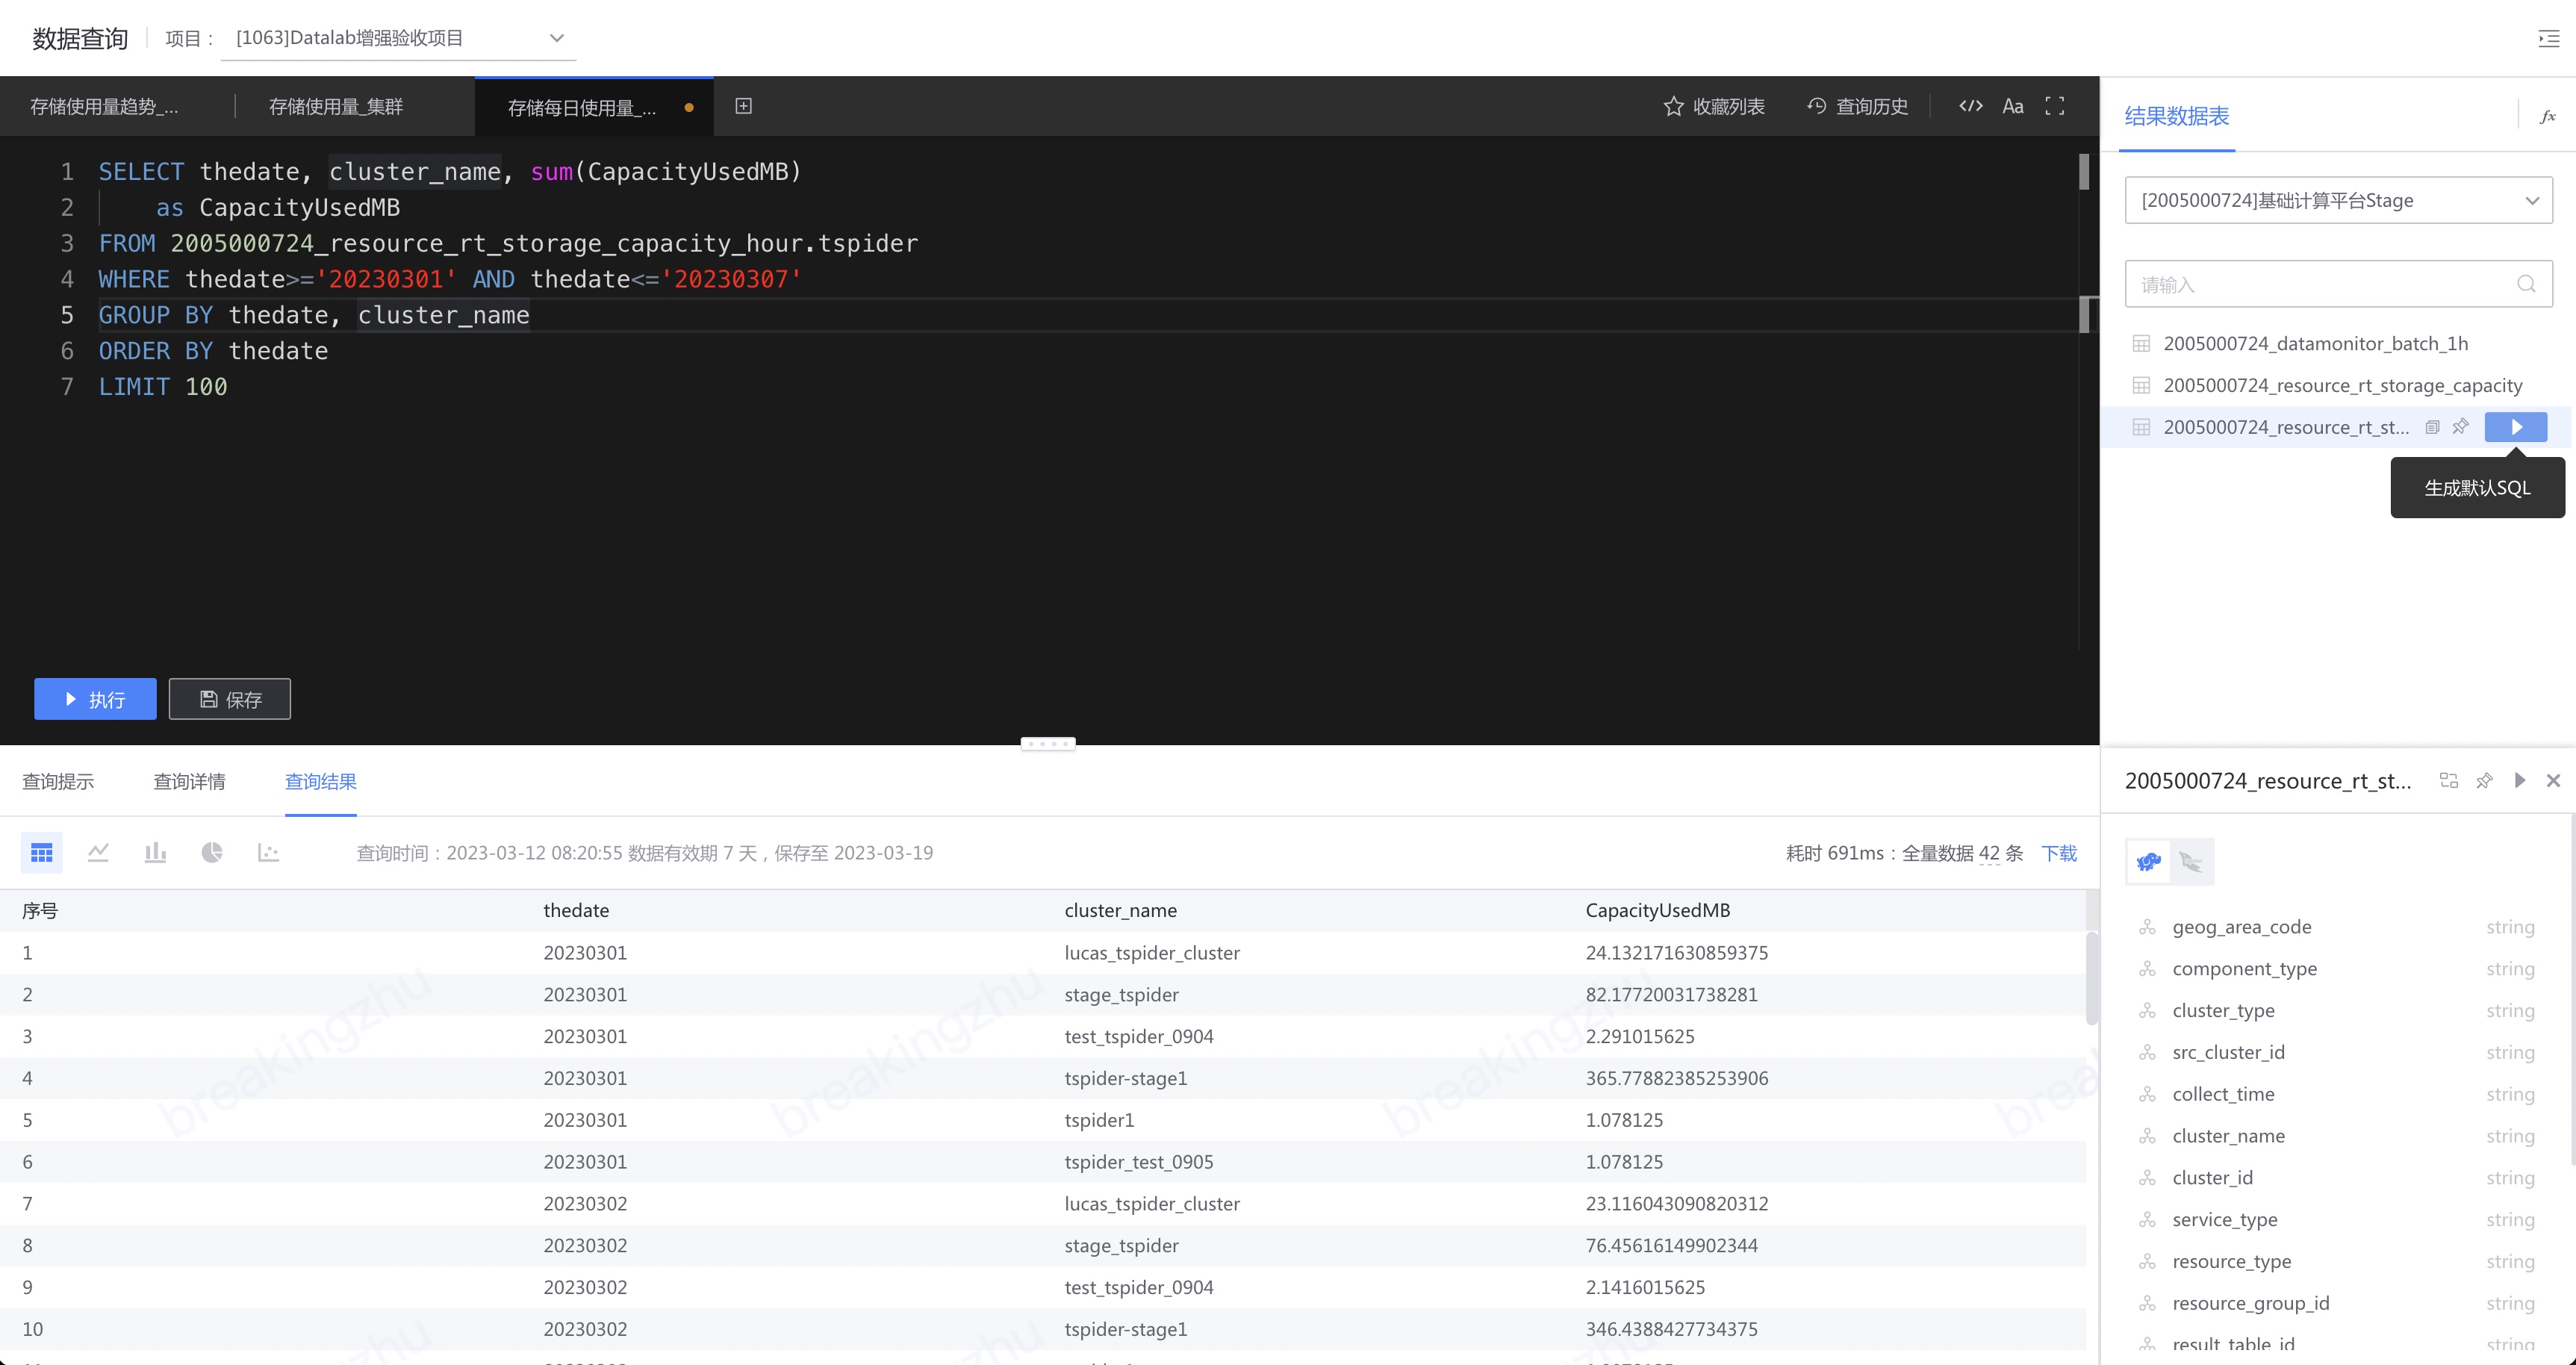 数据查询
项目： [1063]Datalab增强验收项目
存储使用量趋势_...
存储使用量_集群
存储每日使用量_...
收藏列表
查询历史
Aa
1 SELECT thedate, cluster_name, sum(CapacityUsedMB)
2 as CapacityUsedMB
3 FROM 2005000724_resource_rt_storage_capacity_hour.tspider
4 WHERE thedate>='20230301' AND thedate<='20230307'
5 GROUP BY thedate, cluster_name
6 ORDER BY thedate
7 LIMIT 100
执行
保存
结果数据表
fx
[2005000724]基础计算平台Stage
请输入
2005000724_datamonitor_batch_1h
2005000724_resource_rt_storage_capacity
2005000724_resource_rt_st...
生成默认SQL
查询提示 查询详情 查询结果
查询时间：2023-03-12 08:20:55 数据有效期 7 天，保存至 2023-03-19
耗时 691ms：全量数据 42 条 下载
序号 thedate cluster_name CapacityUsedMB
1 20230301 lucas_tspider_cluster 24.132171630859375
2 20230301 stage_tspider 82.17720031738281
3 20230301 test_tspider_0904 2.291015625
4 20230301 tspider-stage1 365.77882385253906
5 20230301 tspider1 1.078125
6 20230301 tspider_test_0905 1.078125
7 20230302 lucas_tspider_cluster 23.116043090820312
8 20230302 stage_tspider 76.45616149902344
9 20230302 test_tspider_0904 2.1416015625
10 20230302 tspider-stage1 346.4388427734375
breakingzhu
breakingzhu
breakingzhu
2005000724_resource_rt_st...
geog_area_code string
component_type string
cluster_type string
src_cluster_id string
collect_time string
cluster_name string
cluster_id string
service_type string
resource_type string
resource_group_id string
result_table_id string